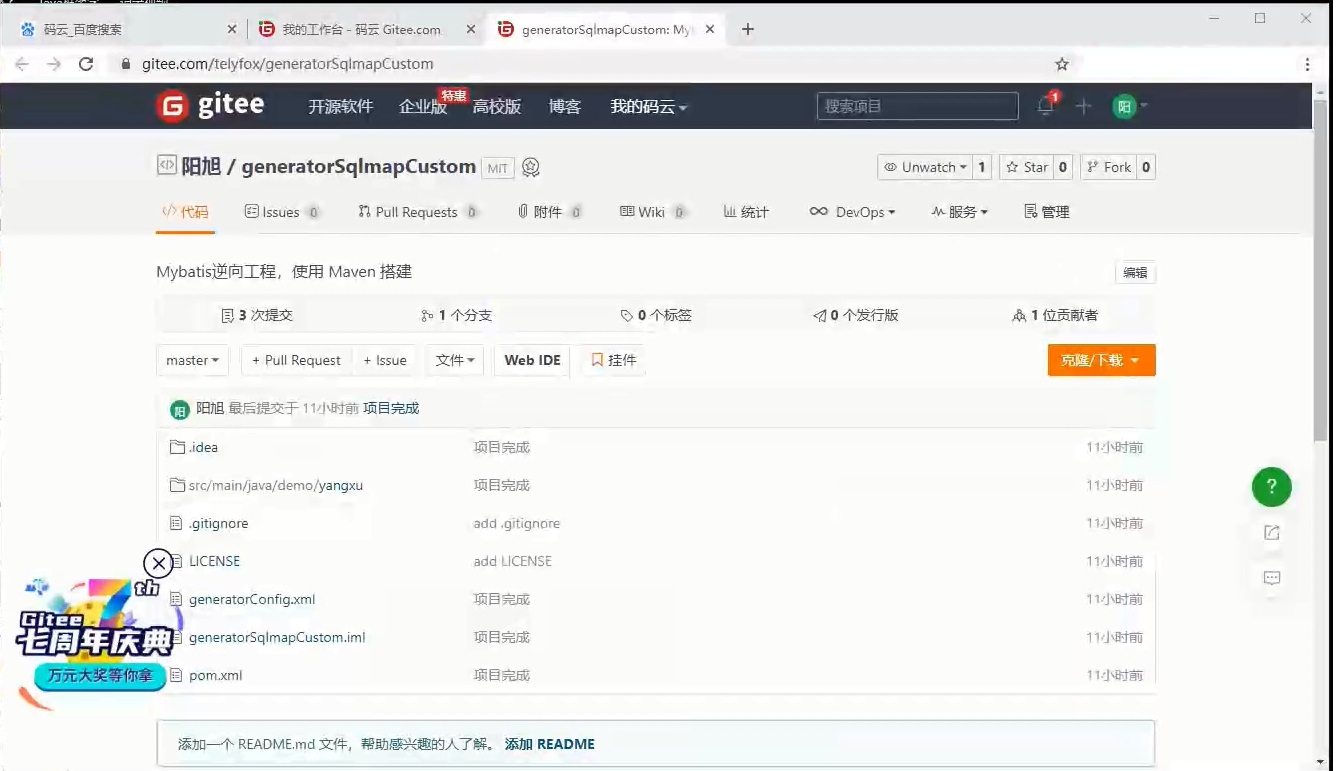 码云_百度搜索
我的工作台 - 码云 Gitee.com
generatorSqlmapCustom: My
gitee.com/telyfox/generatorSqlmapCustom
gitee 开源软件 企业版 特惠 高校版 博客 我的码云 搜索项目 1 阳
阳旭 / generatorSqlmapCustom MIT Unwatch 1 Star 0 Fork 0
代码 Issues 0 Pull Requests 0 附件 0 Wiki 0 统计 DevOps 服务 管理
Mybatis逆向工程，使用 Maven 搭建 编辑
3 次提交 1 个分支 0 个标签 0 个发行版 1 位贡献者
master + Pull Request + Issue 文件 Web IDE 挂件 克隆/下载
阳 阳旭 最后提交于 11小时前 项目完成
.idea 项目完成 11小时前
src/main/java/demo/yangxu 项目完成 11小时前
.gitignore add .gitignore 11小时前
LICENSE add LICENSE 11小时前
generatorConfig.xml 项目完成 11小时前
generatorSqlmapCustom.iml 项目完成 11小时前
pom.xml 项目完成 11小时前
7th
Gitee
七周年庆典
万元大奖等你拿
?
添加一个 README.md 文件，帮助感兴趣的人了解。 添加 README